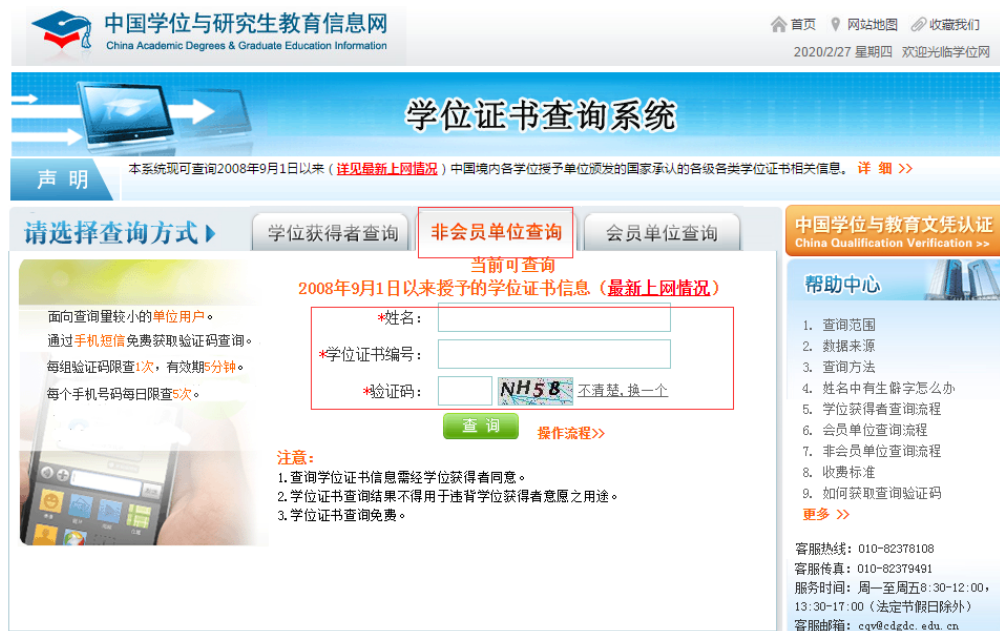 中国学位与研究生教育信息网
China Academic Degrees & Graduate Education Information
首页 网站地图 收藏我们
2020/2/27 星期四 欢迎光临学位网
学位证书查询系统
声 明
本系统现可查询2008年9月1日以来（详见最新上网情况）中国境内各学位授予单位颁发的国家承认的各级各类学位证书相关信息。 详 细 >>
请选择查询方式
学位获得者查询
非会员单位查询
会员单位查询
当前可查询
2008年9月1日以来授予的学位证书信息（最新上网情况）
面向查询量较小的单位用户。
通过手机短信免费获取验证码查询。
每组验证码限查1次，有效期5分钟。
每个手机号码每日限查5次。
*姓名：
*学位证书编号：
*验证码： NH58 不清楚,换一个
查 询 操作流程>>
注意：
1.查询学位证书信息需经学位获得者同意。
2.学位证书查询结果不得用于违背学位获得者意愿之用途。
3.学位证书查询免费。
中国学位与教育文凭认证
China Qualification Verification >>
帮助中心
1. 查询范围
2. 数据来源
3. 查询方法
4. 姓名中有生僻字怎么办
5. 学位获得者查询流程
6. 会员单位查询流程
7. 非会员单位查询流程
8. 收费标准
9. 如何获取查询验证码
更多 >>
客服热线：010-82378108
客服传真：010-82379491
服务时间：周一至周五8:30-12:00，
13:30-17:00（法定节假日除外）
客服邮箱：cqv@cdgdc.edu.cn